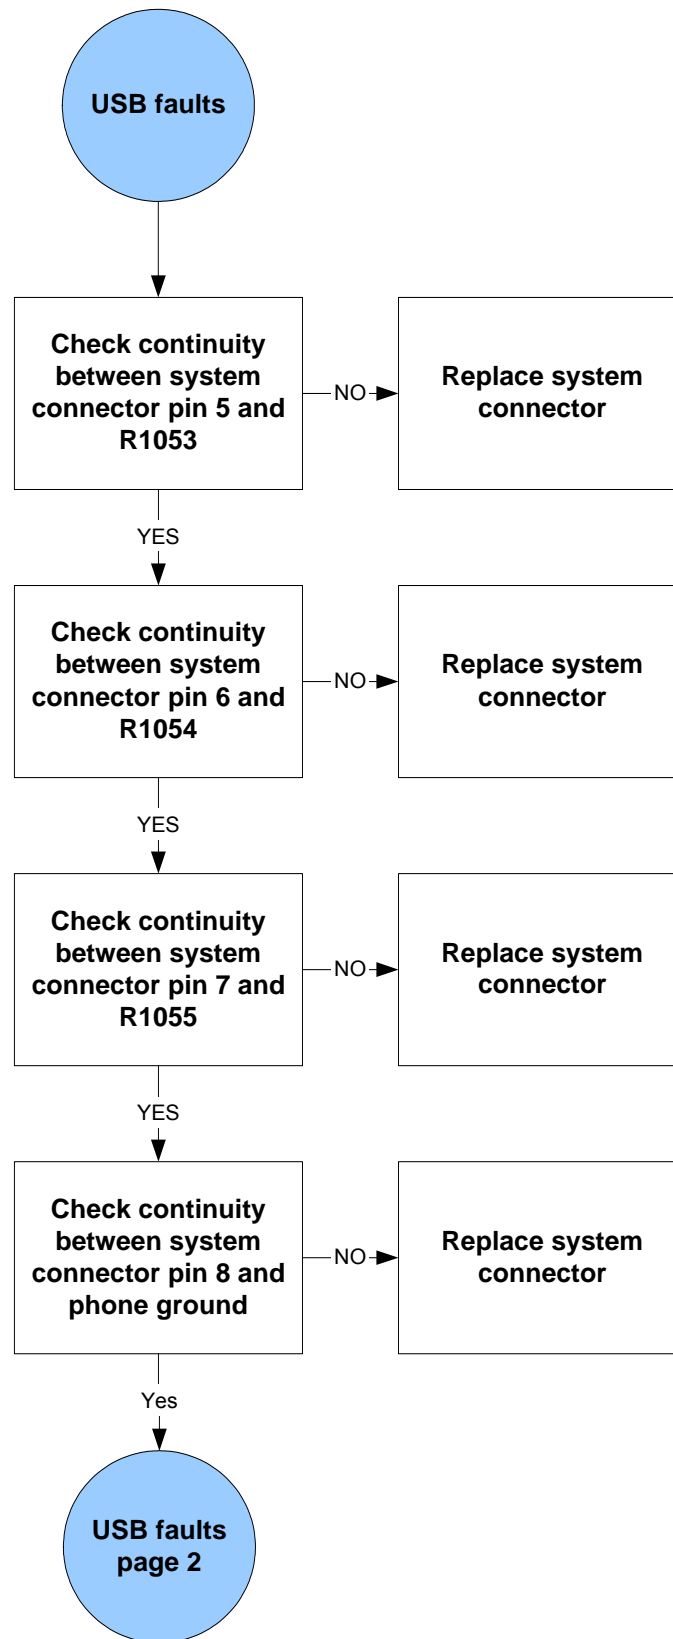 USB faults
Check continuity
between system
connector pin 5 and
R1053
NO
Replace system
connector
YES
Check continuity
between system
connector pin 6 and
R1054
NO
Replace system
connector
YES
Check continuity
between system
connector pin 7 and
R1055
NO
Replace system
connector
YES
Check continuity
between system
connector pin 8 and
phone ground
NO
Replace system
connector
Yes
USB faults
page 2